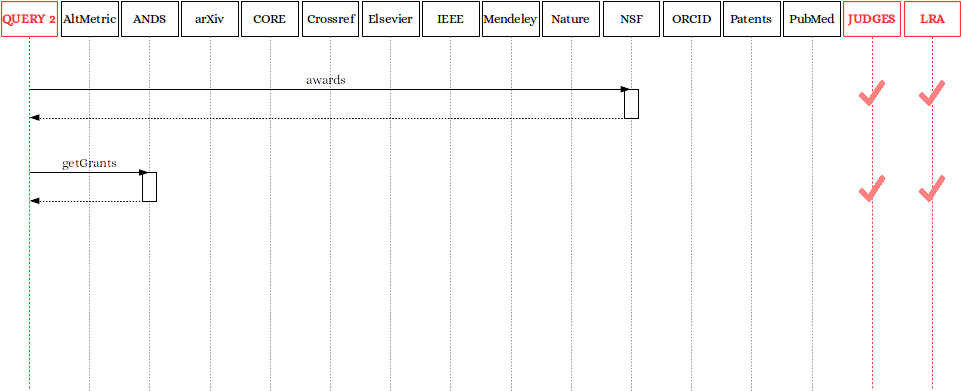 QUERY 2 AltMetric ANDS arXiv CORE Crossref Elsevier IEEE Mendeley Nature NSF ORCID Patents PubMed JUDGES LRA
awards
getGrants